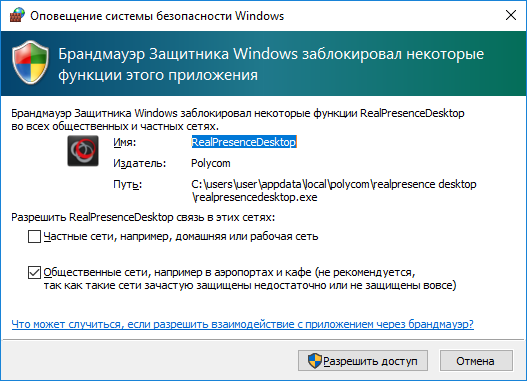 Оповещение системы безопасности Windows
Брандмауэр Защитника Windows заблокировал некоторые
функции этого приложения
Брандмауэр Защитника Windows заблокировал некоторые функции RealPresenceDesktop
во всех общественных и частных сетях.
Имя: RealPresenceDesktop
Издатель: Polycom
Путь: C:\users\user\appdata\local\polycom\realpresence desktop
\realpresencedesktop.exe
Разрешить RealPresenceDesktop связь в этих сетях:
Частные сети, например, домашняя или рабочая сеть
Общественные сети, например в аэропортах и кафе (не рекомендуется,
так как такие сети зачастую защищены недостаточно или не защищены вовсе)
Что может случиться, если разрешить взаимодействие с приложением через брандмауэр?
Разрешить доступ Отмена